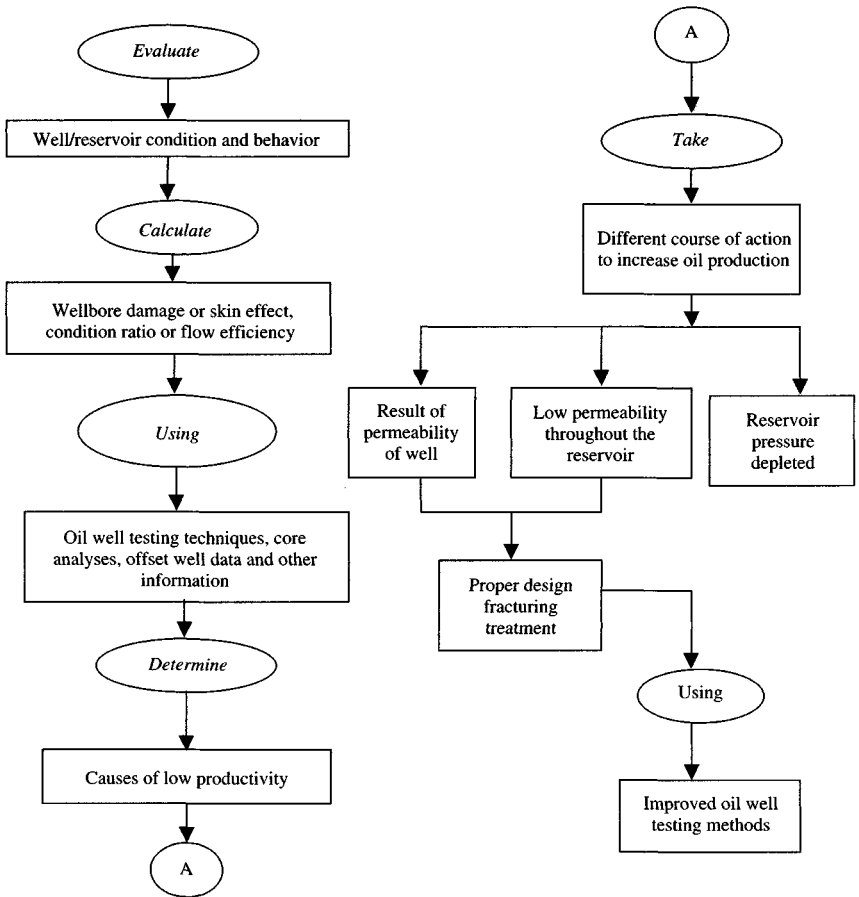 Evaluate
Well/reservoir condition and behavior
Calculate
Wellbore damage or skin effect,
condition ratio or flow efficiency
Using
Oil well testing techniques, core
analyses, offset well data and other
information
Determine
Causes of low productivity
A
A
Take
Different course of action
to increase oil production
Result of
permeability
of well
Low permeability
throughout the
reservoir
Reservoir
pressure
depleted
Proper design
fracturing
treatment
Using
Improved oil well
testing methods